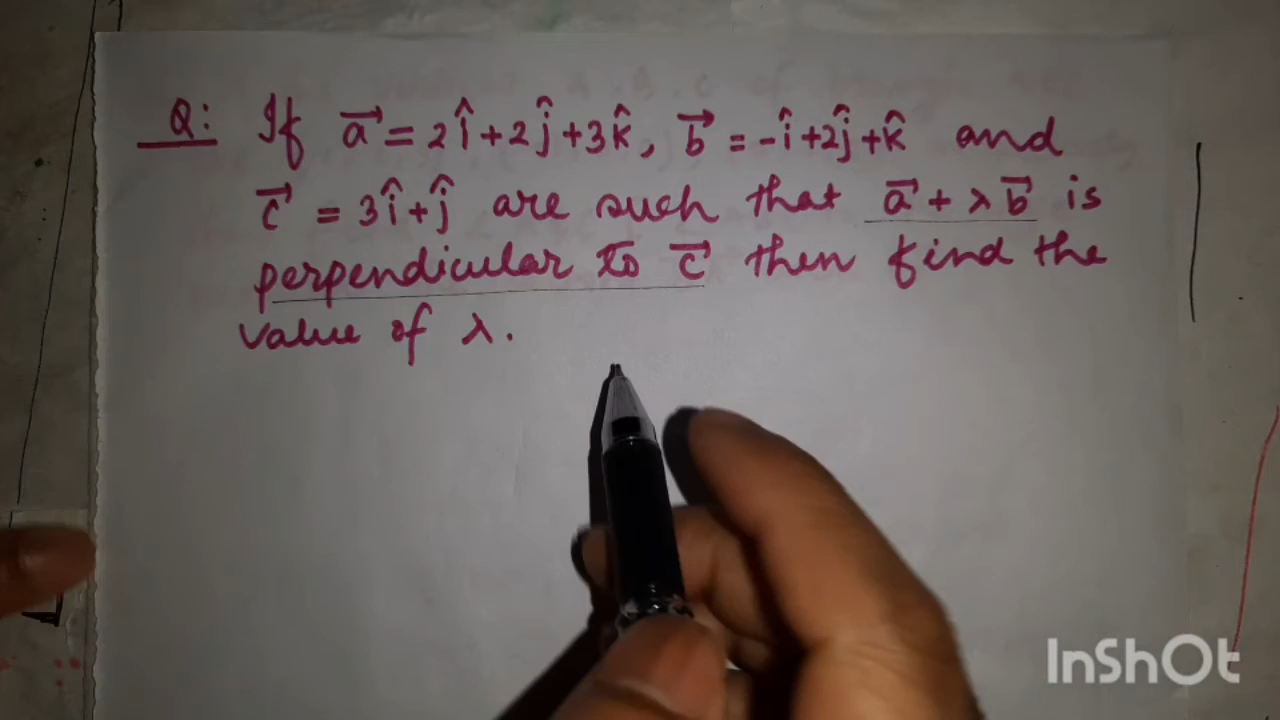 Q: If a⃗ = 2î+2ĵ+3k̂, b⃗ = -î+2ĵ+k̂ and
c⃗ = 3î+ĵ are such that a⃗ + λb⃗ is
perpendicular to c⃗ then find the
value of λ.
InShOt